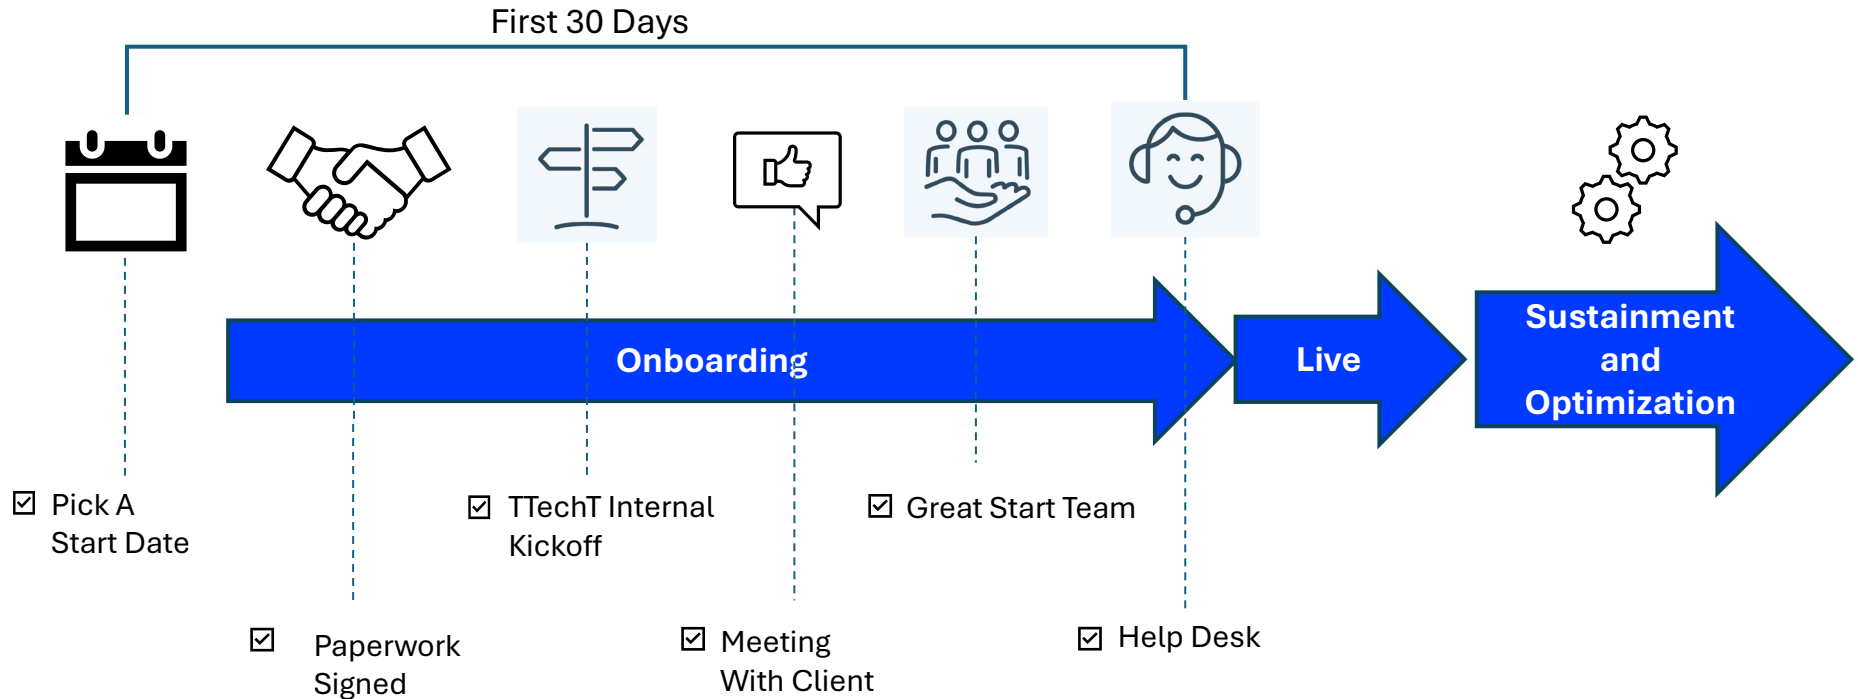 First 30 Days
Onboarding
Live
Sustainment
and
Optimization
Pick A
Start Date
Paperwork
Signed
TTechT Internal
Kickoff
Meeting
With Client
Great Start Team
Help Desk